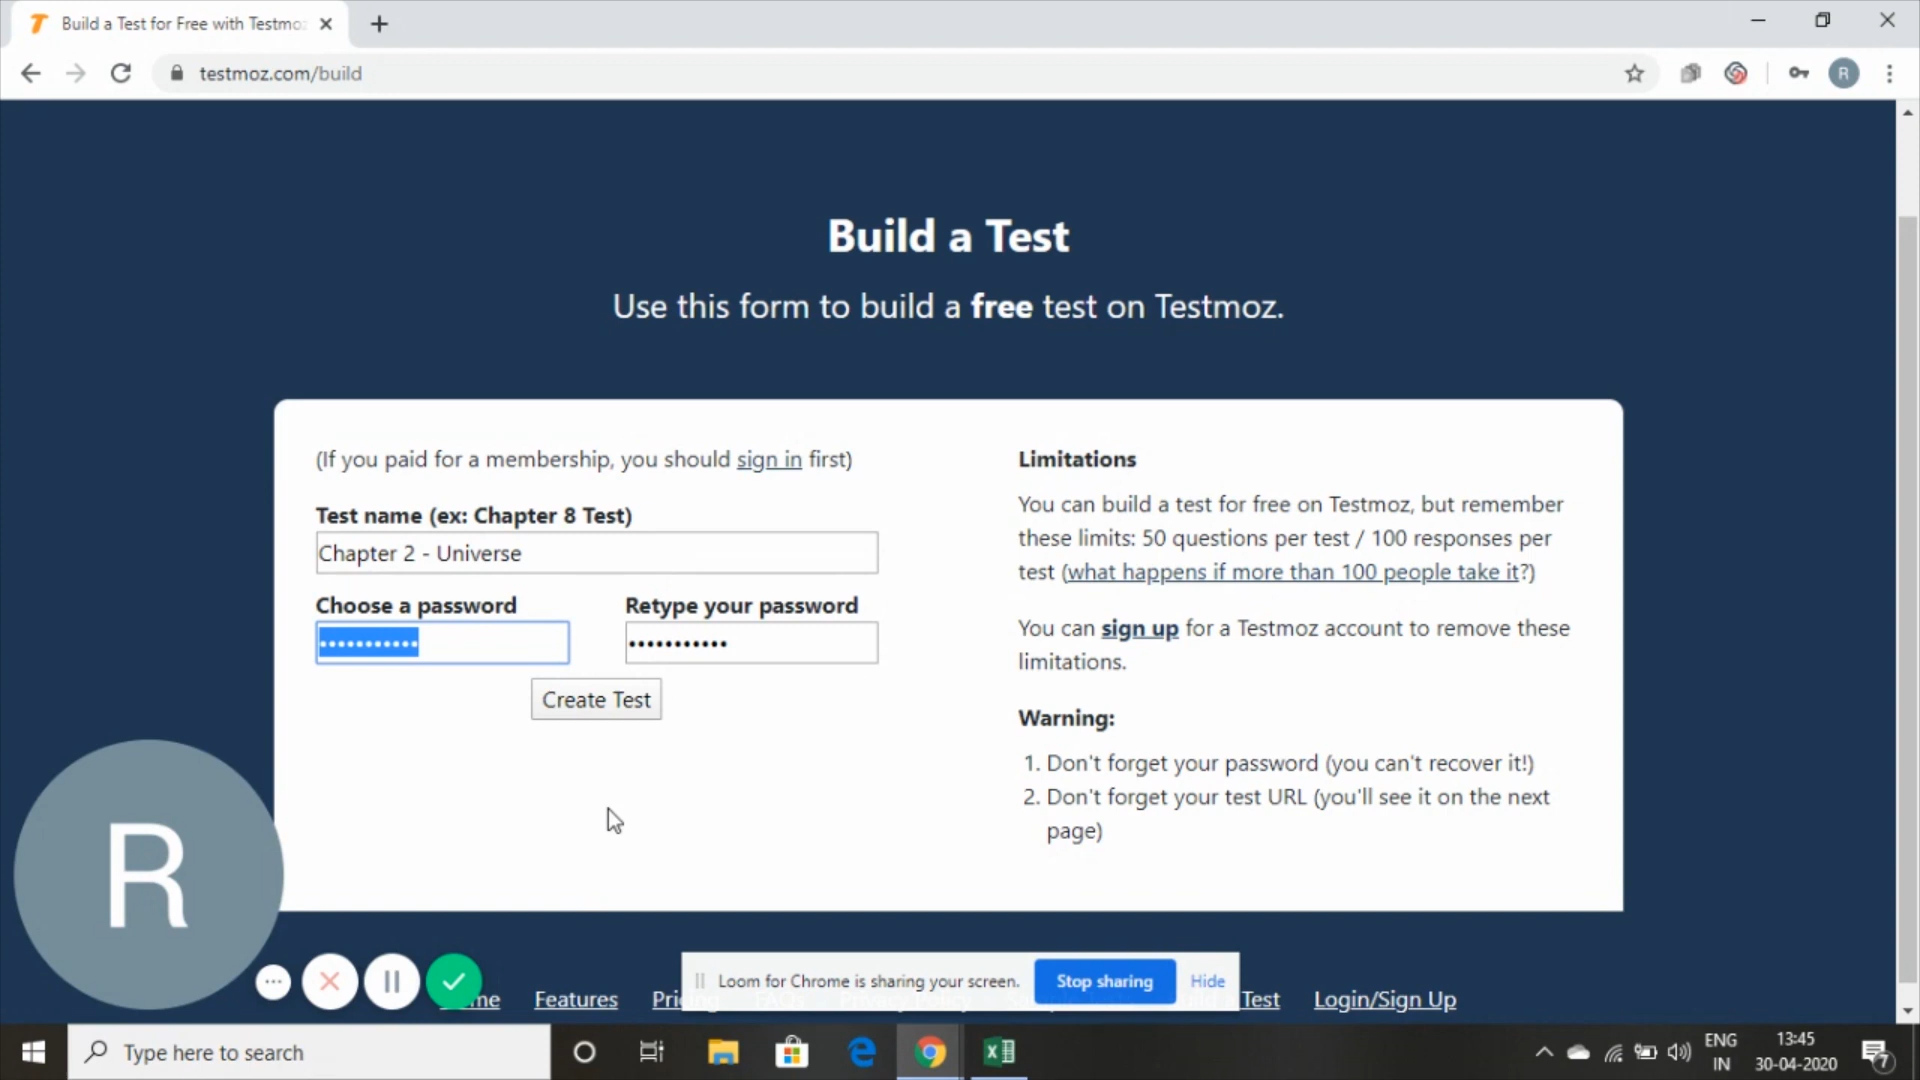 Build a Test for Free with Testmoz
testmoz.com/build
R
Build a Test
Use this form to build a free test on Testmoz.
(If you paid for a membership, you should sign in first)
Test name (ex: Chapter 8 Test)
Chapter 2 - Universe
Choose a password
Retype your password
•••••••••••
•••••••••••
Create Test
Limitations
You can build a test for free on Testmoz, but remember
these limits: 50 questions per test / 100 responses per
test (what happens if more than 100 people take it?)
You can sign up for a Testmoz account to remove these
limitations.
Warning:
1. Don't forget your password (you can't recover it!)
2. Don't forget your test URL (you'll see it on the next
page)
R
Loom for Chrome is sharing your screen.
Stop sharing
Hide
Features
Test
Login/Sign Up
Type here to search
ENG
IN
13:45
30-04-2020
7